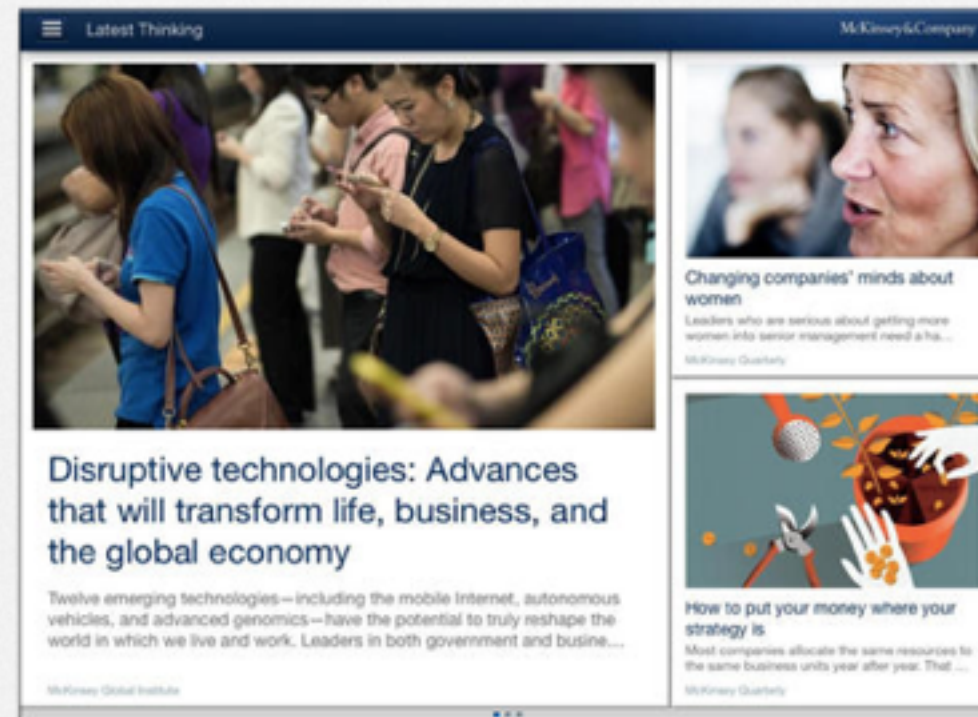 Latest Thinking
McKinsey&Company
Disruptive technologies: Advances
that will transform life, business, and
the global economy
Twelve emerging technologies—including the mobile Internet, autonomous
vehicles, and advanced genomics—have the potential to truly reshape the
world in which we live and work. Leaders in both government and busine....
McKinsey Global Institute
Changing companies' minds about
women
Leaders who are serious about getting more
women into senior management need a ha...
McKinsey Quarterly
How to put your money where your
strategy is
Most companies allocate the same resources to
the same business units year after year. That ....
McKinsey Quarterly